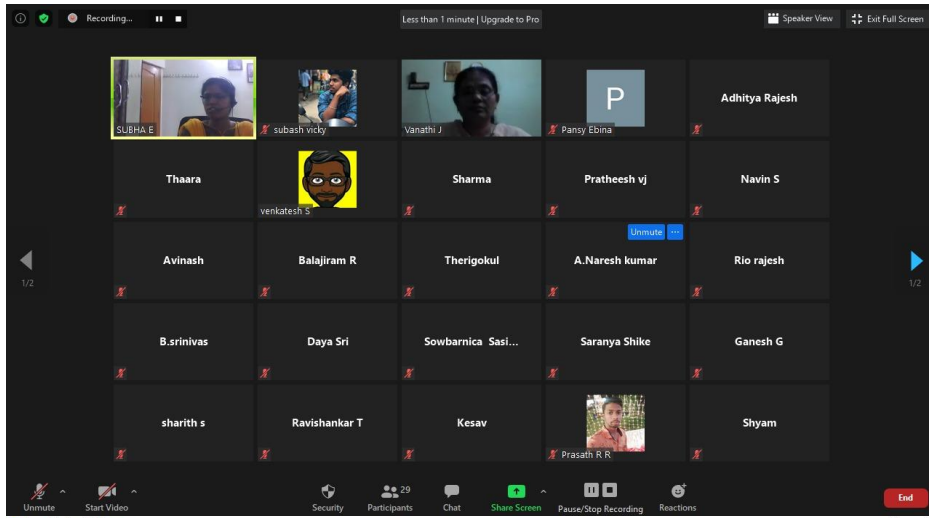 Recording...
Less than 1 minute | Upgrade to Pro
Speaker View
Exit Full Screen
SUBHA E
subash vicky
Vanathi J
P
Pansy Ebina
Adhitya Rajesh
Thaara
venkatesh S
Sharma
Pratheesh vj
Navin S
Unmute ...
Avinash
Balajiram R
Therigokul
A.Naresh kumar
Rio rajesh
1/2
1/2
B.srinivas
Daya Sri
Sowbarnica Sasi...
Saranya Shike
Ganesh G
sharith s
Ravishankar T
Kesav
Prasath R R
Shyam
Unmute
Start Video
Security
Participants
29
Chat
Share Screen
Pause/Stop Recording
Reactions
End